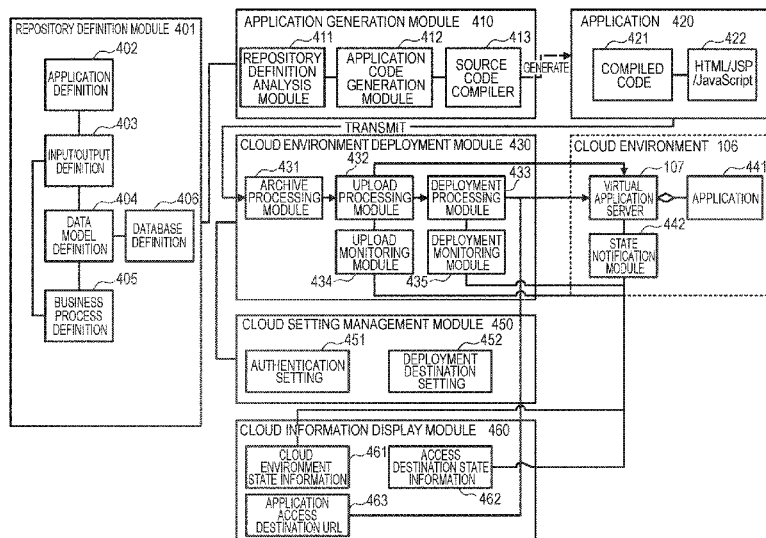 REPOSITORY DEFINITION MODULE 401
402
APPLICATION
DEFINITION
403
INPUT/OUTPUT
DEFINITION
404
DATA
MODEL
DEFINITION
406
DATABASE
DEFINITION
405
BUSINESS
PROCESS
DEFINITION
APPLICATION GENERATION MODULE 410
411
REPOSITORY
DEFINITION
ANALYSIS
MODULE
412
APPLICATION
CODE
GENERATION
MODULE
413
SOURCE
CODE
COMPILER
GENERATE
APPLICATION 420
421
COMPILED
CODE
422
HTML/JSP
/JavaScript
TRANSMIT
CLOUD ENVIRONMENT DEPLOYMENT MODULE 430
431
ARCHIVE
PROCESSING
MODULE
432
UPLOAD
PROCESSING
MODULE
433
DEPLOYMENT
PROCESSING
MODULE
UPLOAD
MONITORING
MODULE
434
DEPLOYMENT
MONITORING
MODULE
435
CLOUD ENVIRONMENT 106
107
VIRTUAL
APPLICATION
SERVER
441
APPLICATION
442
STATE
NOTIFICATION
MODULE
CLOUD SETTING MANAGEMENT MODULE 450
451
AUTHENTICATION
SETTING
452
DEPLOYMENT
DESTINATION
SETTING
CLOUD INFORMATION DISPLAY MODULE 460
CLOUD
ENVIRONMENT
STATE INFORMATION
461
ACCESS
DESTINATION STATE
INFORMATION
462
APPLICATION
ACCESS
DESTINATION URL
463